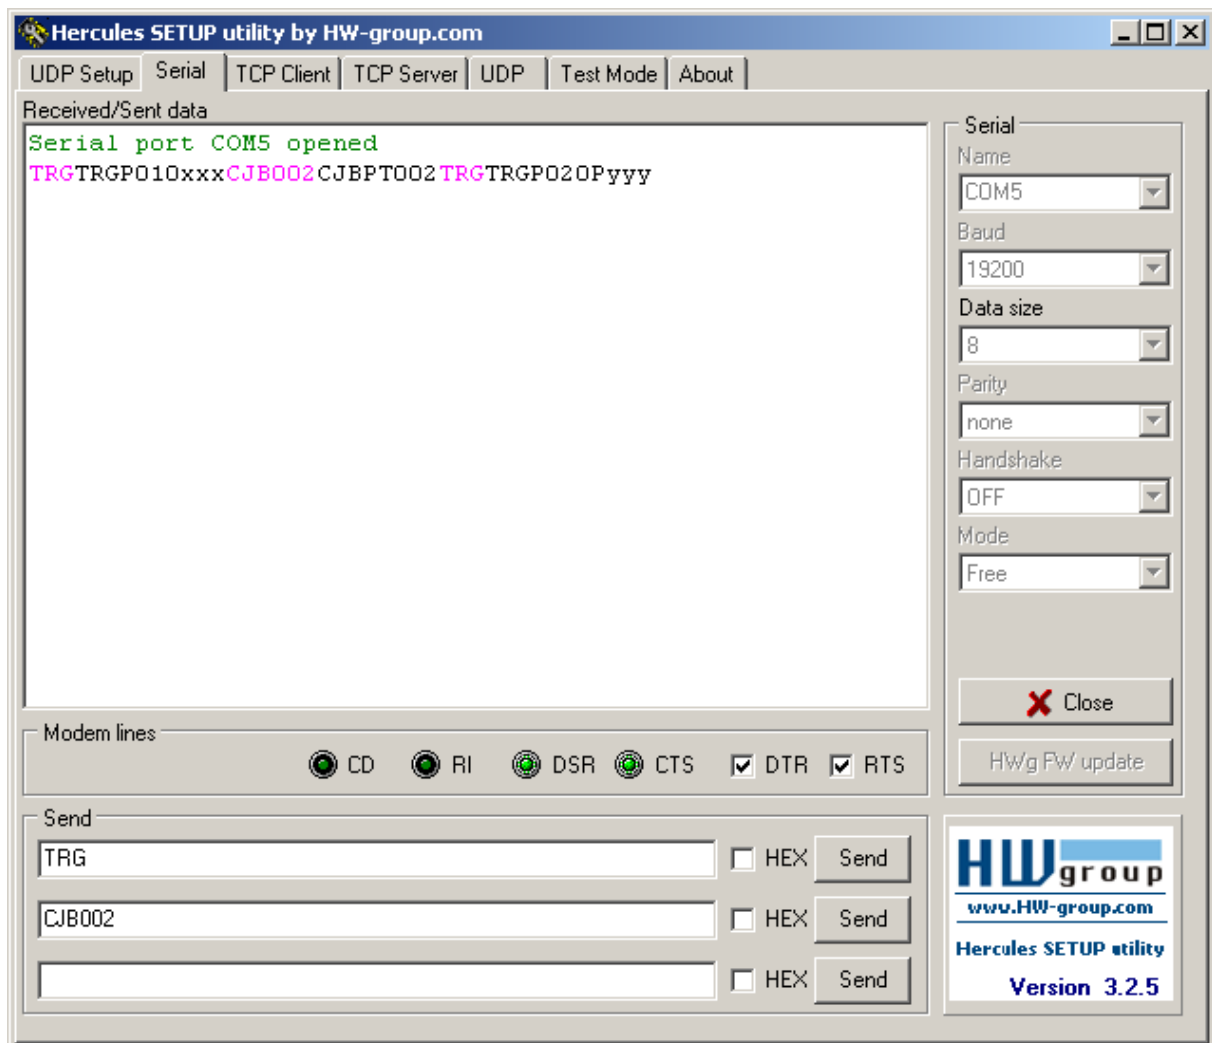 Hercules SETUP utility by HW-group.com
UDP Setup Serial TCP Client TCP Server UDP Test Mode About
Received/Sent data
Serial port COM5 opened
TRGTRGP010xxxCJB002CJBPT002TRGTRGP020Pyyy
Serial
Name
COM5
Baud
19200
Data size
8
Parity
none
Handshake
OFF
Mode
Free
Close
HWg FW update
Modem lines
CD RI DSR CTS DTR RTS
Send
TRG HEX Send
CJB002 HEX Send
HEX Send
HW group
www.HW-group.com
Hercules SETUP utility
Version 3.2.5